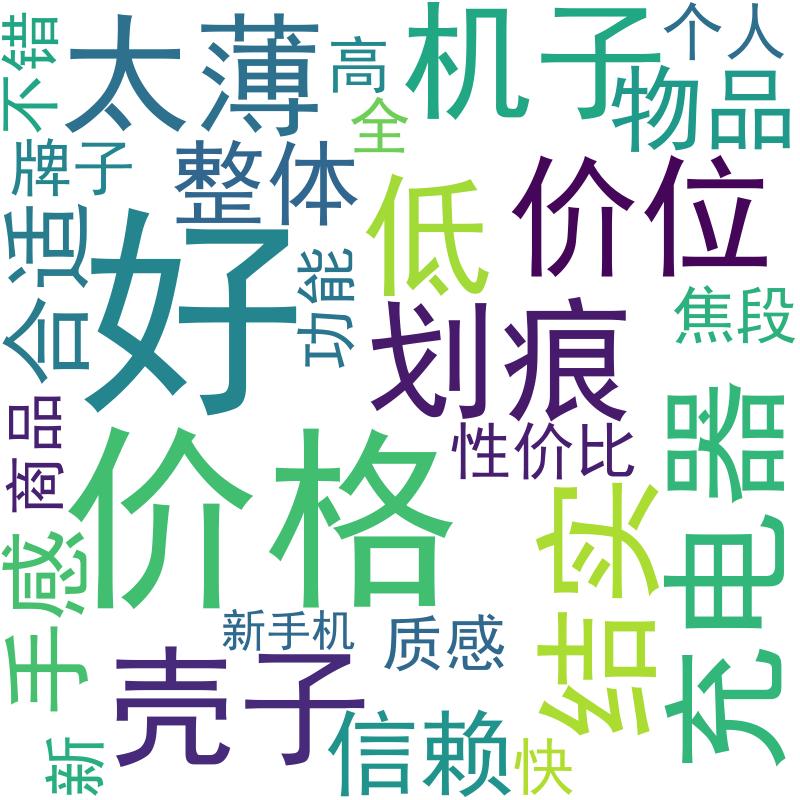 不错
太薄
高
机子
个人
全
物品
牌子
整体
低
价位
合适
好
功能
焦段
划痕
商品
价格
性价比
充电器
结实
手感
新手机
质感
壳子
信赖
新
快